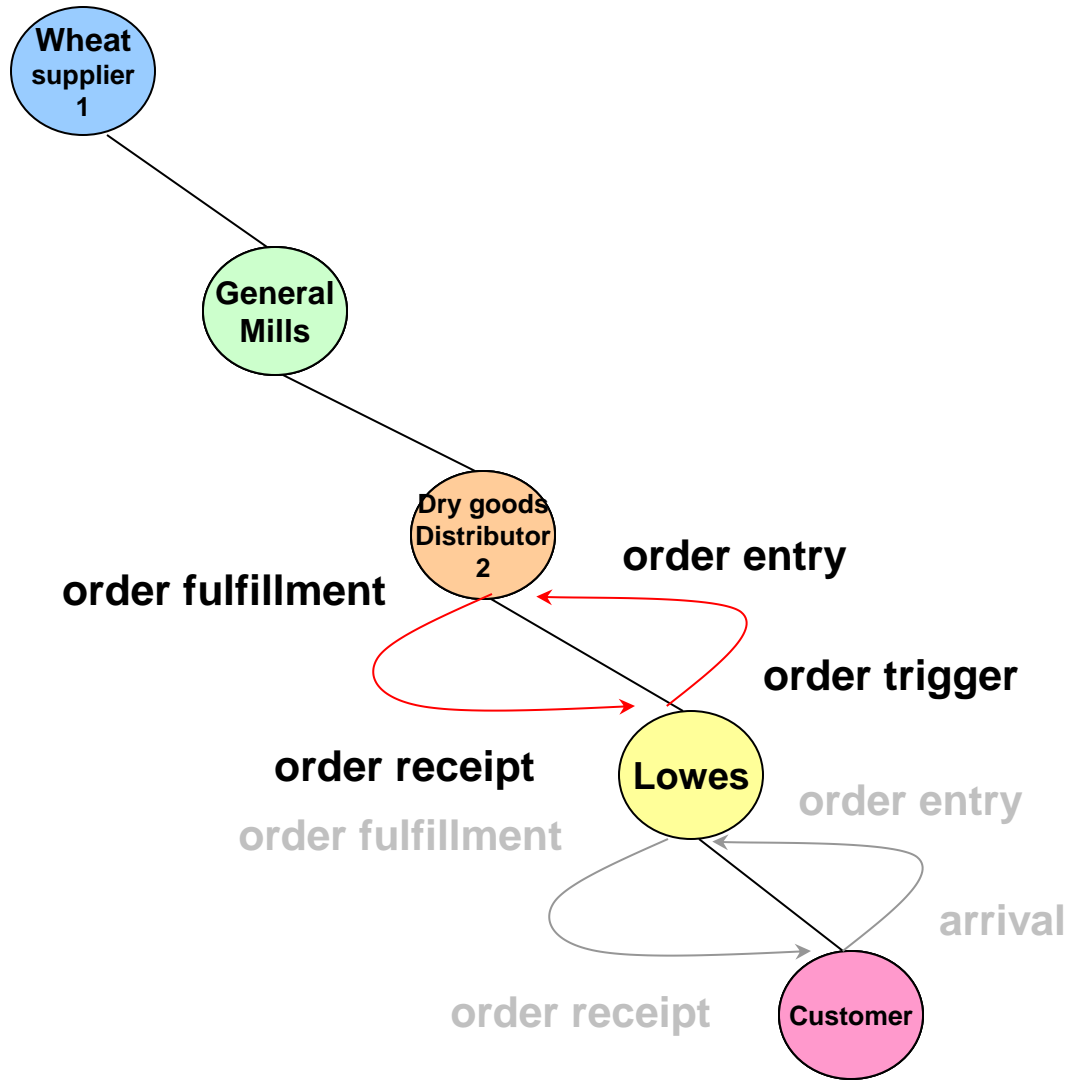 Wheat
supplier
1
General
Mills
Dry goods
Distributor
2
order entry
order fulfillment
order trigger
order receipt
Lowes
order entry
order fulfillment
arrival
order receipt
Customer